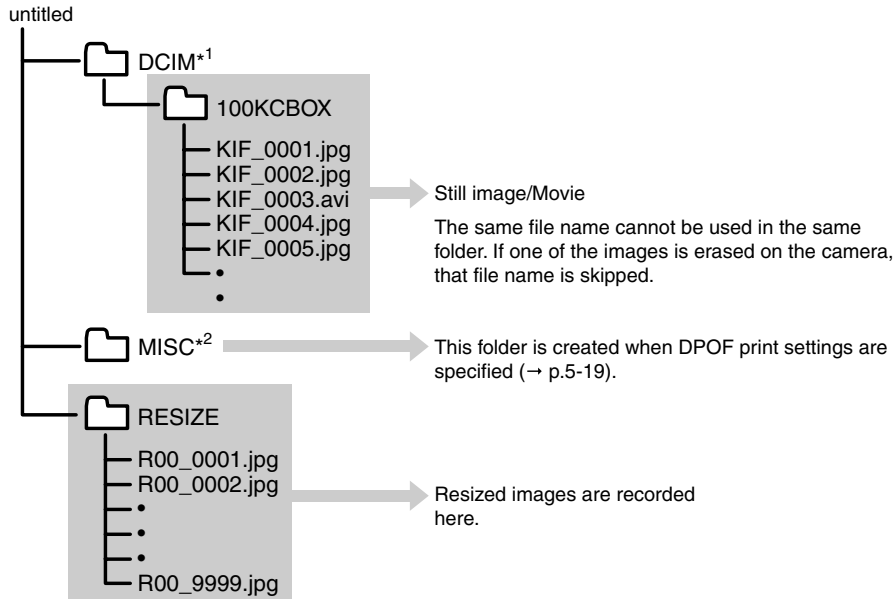 untitled
DCIM*1
100KCBOX
KIF_0001.jpg
KIF_0002.jpg
KIF_0003.avi
KIF_0004.jpg
KIF_0005.jpg
•
•
Still image/Movie
The same file name cannot be used in the same
folder. If one of the images is erased on the camera,
that file name is skipped.
MISC*2
This folder is created when DPOF print settings are
specified (→ p.5-19).
RESIZE
R00_0001.jpg
R00_0002.jpg
•
•
•
R00_9999.jpg
Resized images are recorded
here.